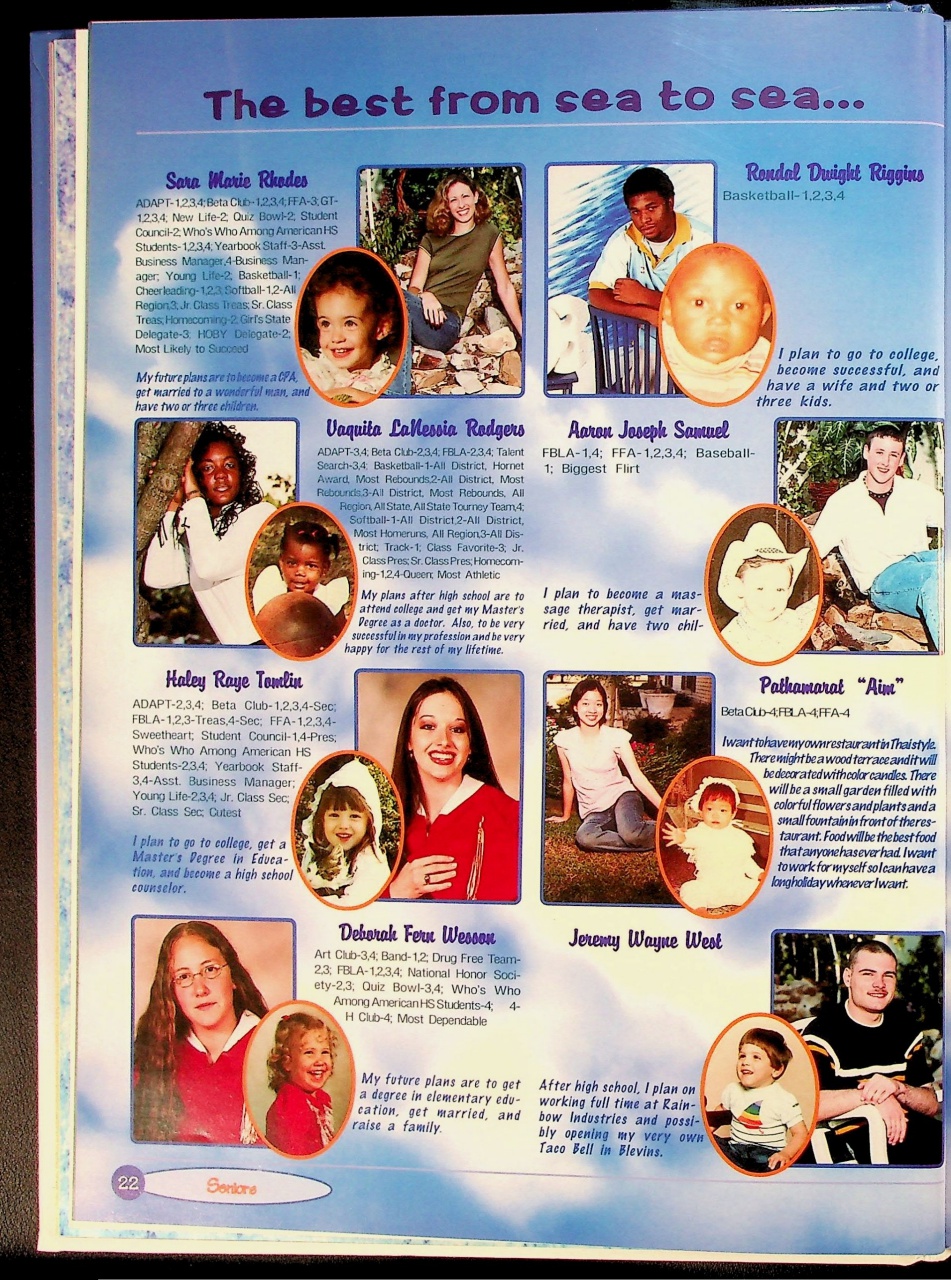 The best from sea to sea...
Sara Marie Rhodes
ADAPT-1,2,3,4;Beta Club-1,2,3,4;FFA-3;GT-
1,2,3,4; New Life-2; Quiz Bowl-2; Student
Council-2; Who's Who Among American HS
Students-1,2,3,4; Yearbook Staff-3-Asst.
Business Manager,4-Business Man-
ager; Young Life-2; Basketball-1;
Cheerleading-1,2,3;Softball-1,2-All
Region,3; Jr. Class Treas; Sr. Class
Treas;Homecoming-2,Girl's State
Delegate-3, HOBY Delegate-2;
Most Likely to Succeed
My future plans are to become a CPA,
get married to a wonderful man, and
have two or three children.
Rondal Dwight Riggins
Basketball-1,2,3,4
I plan to go to college,
become successful, and
have a wife and two or
three kids.
Vaquita LaNessia Rodgers
ADAPT-3,4; Beta Club-2,3,4; FBLA-2,3,4; Talent
Search-3,4; Basketball-1-All District, Hornet
Award, Most Rebounds,2-All District, Most
Rebounds,3-All District, Most Rebounds, All
Region, All State, All State Tourney Team,4;
Softball-1-All District,2-All District,
Most Homeruns, All Region,3-All Dis-
trict; Track-1; Class Favorite-3; Jr.
Class Pres; Sr. Class Pres; Homecom-
ing-1,2,4-Queen; Most Athletic
My plans after high school are to
attend college and get my Master's
Degree as a doctor. Also, to be very
successful in my profession and be very
happy for the rest of my lifetime.
Aaron Joseph Samuel
FBLA-1,4; FFA-1,2,3,4; Baseball-
1; Biggest Flirt
I plan to become a mas-
sage therapist, get mar-
ried, and have two chil-
Haley Raye Tomlin
ADAPT-2,3,4; Beta Club-1,2,3,4-Sec;
FBLA-1,2,3-Treas,4-Sec; FFA-1,2,3,4-
Sweetheart; Student Council-1,4-Pres;
Who's Who Among American HS
Students-2,3,4; Yearbook Staff-
3,4-Asst. Business Manager;
Young Life-2,3,4; Jr. Class Sec;
Sr. Class Sec; Cutest
I plan to go to college, get a
Master's Degree in Educa-
tion, and become a high school
counselor.
Pathamarat "Aim"
Beta Club-4;FBLA-4;FFA-4
I want to have my own restaurant in Thai style.
There might be a wood terrace and it will
be decorated with color candles. There
will be a small garden filled with
colorful flowers and plants and a
small fountain in front of the res-
taurant. Food will be the best food
that anyone has ever had. I want
to work for myself so I can have a
long holiday whenever I want.
Deborah Fern Wesson
Art Club-3,4; Band-1,2; Drug Free Team-
2,3; FBLA-1,2,3,4; National Honor Soci-
ety-2,3; Quiz Bowl-3,4; Who's Who
Among American HS Students-4; 4-
H Club-4; Most Dependable
My future plans are to get
a degree in elementary edu-
cation, get married, and
raise a family.
Jeremy Wayne West
After high school, I plan on
working full time at Rain-
bow Industries and possi-
bly opening my very own
Taco Bell in Blevins.
22
Seniors